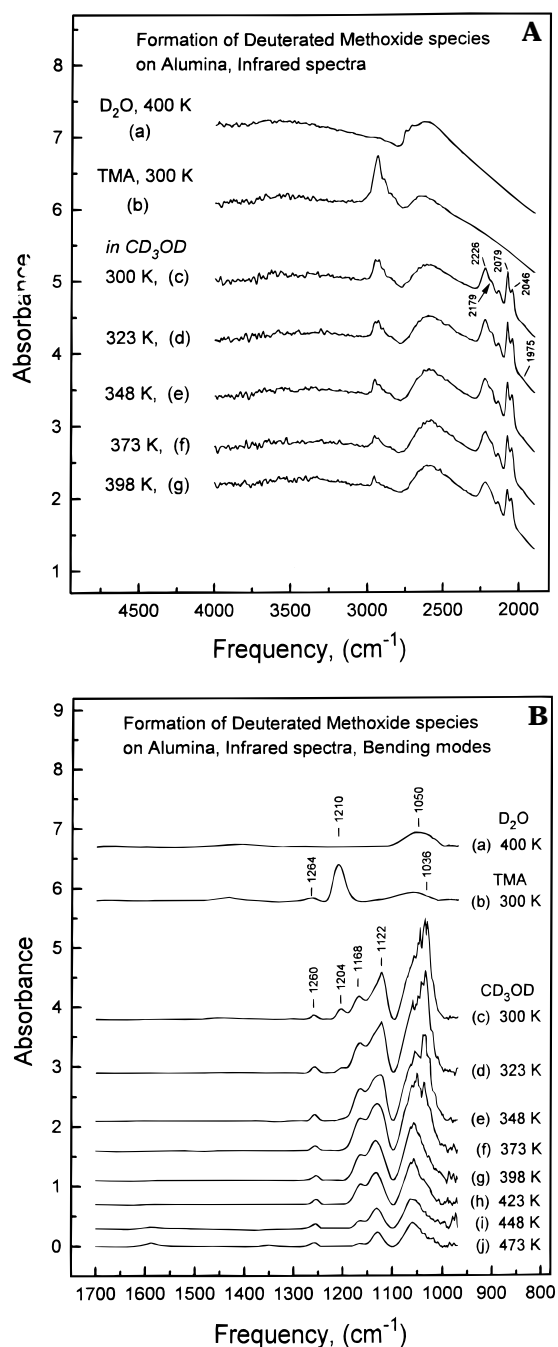 A
Formation of Deuterated Methoxide species
on Alumina, Infrared spectra
D₂O, 400 K
(a)
TMA, 300 K
(b)
in CD₃OD
300 K, (c)
323 K, (d)
348 K, (e)
373 K, (f)
398 K, (g)
2226
2179
2079
2046
1975
8
7
6
5
4
3
2
1
Absorbance
4500 4000 3500 3000 2500 2000
Frequency, (cm⁻¹)
B
Formation of Deuterated Methoxide species
on Alumina, Infrared spectra, Bending modes
1210
1050
D₂O
(a) 400 K
1264
1036
TMA
(b) 300 K
1260
1204
1168
1122
CD₃OD
(c) 300 K
(d) 323 K
(e) 348 K
(f) 373 K
(g) 398 K
(h) 423 K
(i) 448 K
(j) 473 K
9
8
7
6
5
4
3
2
1
0
Absorbance
1700 1600 1500 1400 1300 1200 1100 1000 900 800
Frequency, (cm⁻¹)